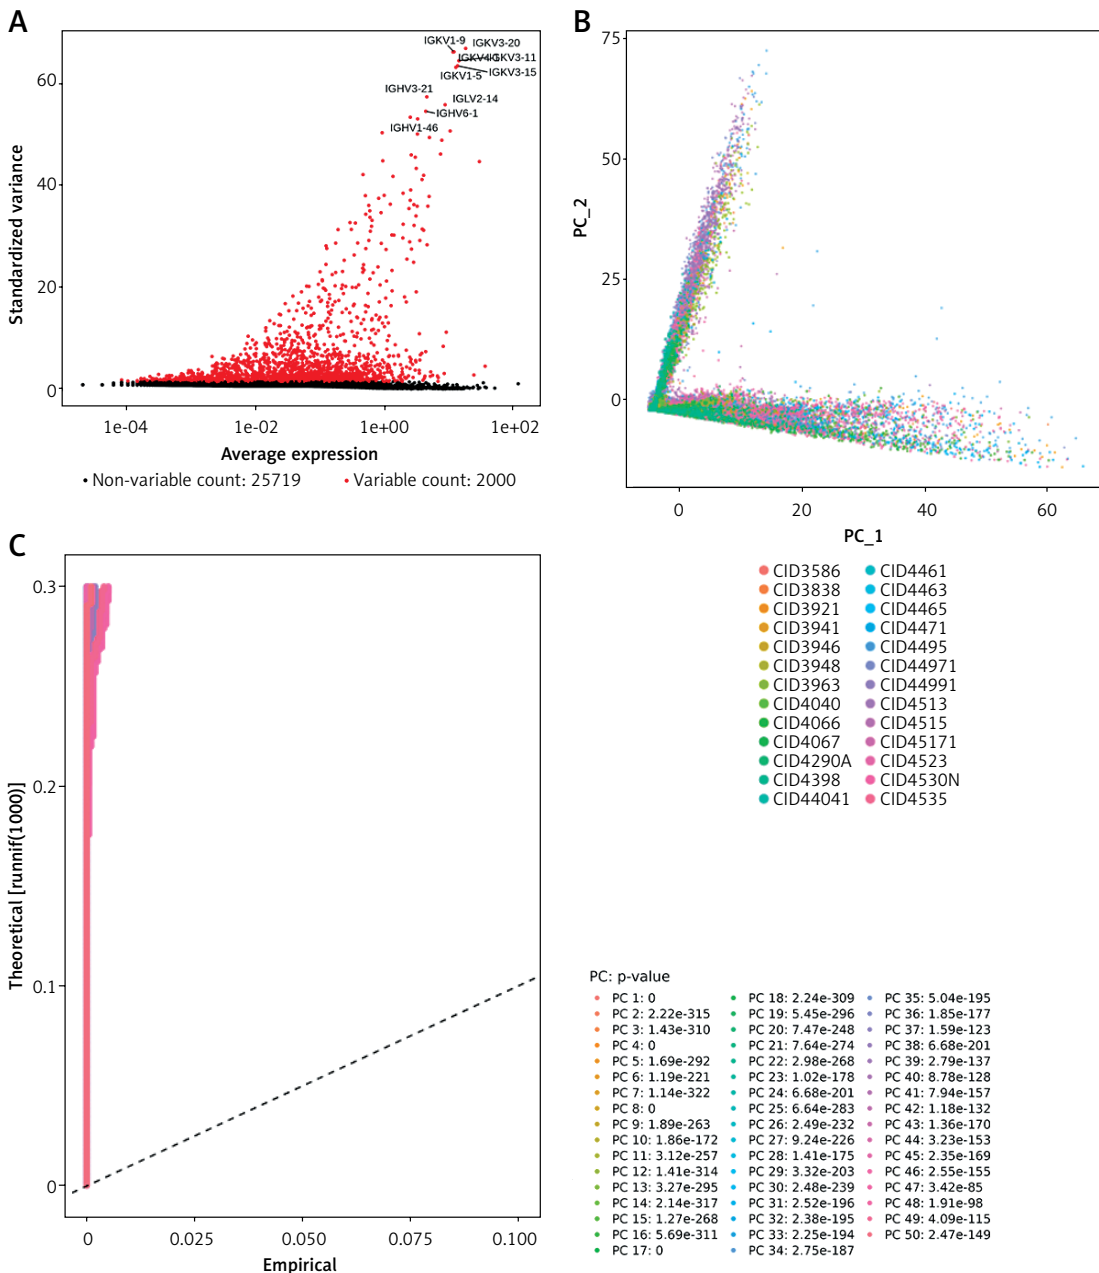 A
IGKV1-9
IGKV3-20
IGKV3-11
IGKV3-15
IGKV1-5
IGHV3-21
IGLV2-14
IGHV6-1
IGHV1-46
60
40
20
0
Standardized variance
1e-04 1e-02 1e+00 1e+02
Average expression
Non-variable count: 25719 Variable count: 2000
B
75
50
25
0
PC_2
0 20 40 60
PC_1
CID3586 CID4461
CID3838 CID4463
CID3921 CID4465
CID3941 CID4471
CID3946 CID4495
CID3948 CID44971
CID3963 CID44991
CID4040 CID4513
CID4066 CID4515
CID4067 CID45171
CID4290A CID4523
CID4398 CID4530N
CID44041 CID4535
C
0.3
0.2
0.1
0
Theoretical [runnif(1000)]
0 0.025 0.050 0.075 0.100
Empirical
PC: p-value
PC 1: 0 PC 18: 2.24e-309 PC 35: 5.04e-195
PC 2: 2.22e-315 PC 19: 5.45e-296 PC 36: 1.85e-177
PC 3: 1.43e-310 PC 20: 7.47e-248 PC 37: 1.59e-123
PC 4: 0 PC 21: 7.64e-274 PC 38: 6.68e-201
PC 5: 1.69e-292 PC 22: 2.98e-268 PC 39: 2.79e-137
PC 6: 1.19e-221 PC 23: 1.02e-178 PC 40: 8.78e-128
PC 7: 1.14e-322 PC 24: 6.68e-201 PC 41: 7.94e-157
PC 8: 0 PC 25: 6.64e-283 PC 42: 1.18e-132
PC 9: 1.89e-263 PC 26: 2.49e-232 PC 43: 1.36e-170
PC 10: 1.86e-172 PC 27: 9.24e-226 PC 44: 3.23e-153
PC 11: 3.12e-257 PC 28: 1.41e-175 PC 45: 2.35e-169
PC 12: 1.41e-314 PC 29: 3.32e-203 PC 46: 2.55e-155
PC 13: 3.27e-295 PC 30: 2.48e-239 PC 47: 3.42e-85
PC 14: 2.14e-317 PC 31: 2.52e-196 PC 48: 1.91e-98
PC 15: 1.27e-268 PC 32: 2.38e-195 PC 49: 4.09e-115
PC 16: 5.69e-311 PC 33: 2.25e-194 PC 50: 2.47e-149
PC 17: 0 PC 34: 2.75e-187